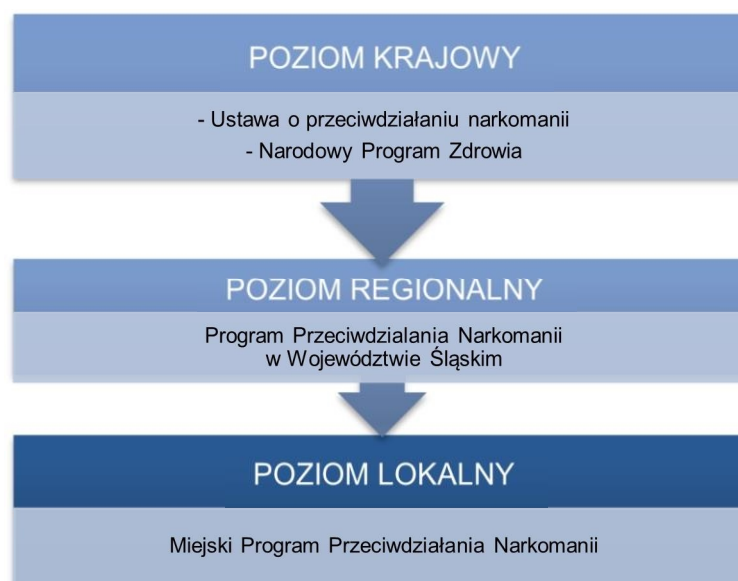 POZIOM KRAJOWY
- Ustawa o przeciwdziałaniu narkomanii
- Narodowy Program Zdrowia
POZIOM REGIONALNY
Program Przeciwdzialania Narkomanii
w Województwie Śląskim
POZIOM LOKALNY
Miejski Program Przeciwdziałania Narkomanii